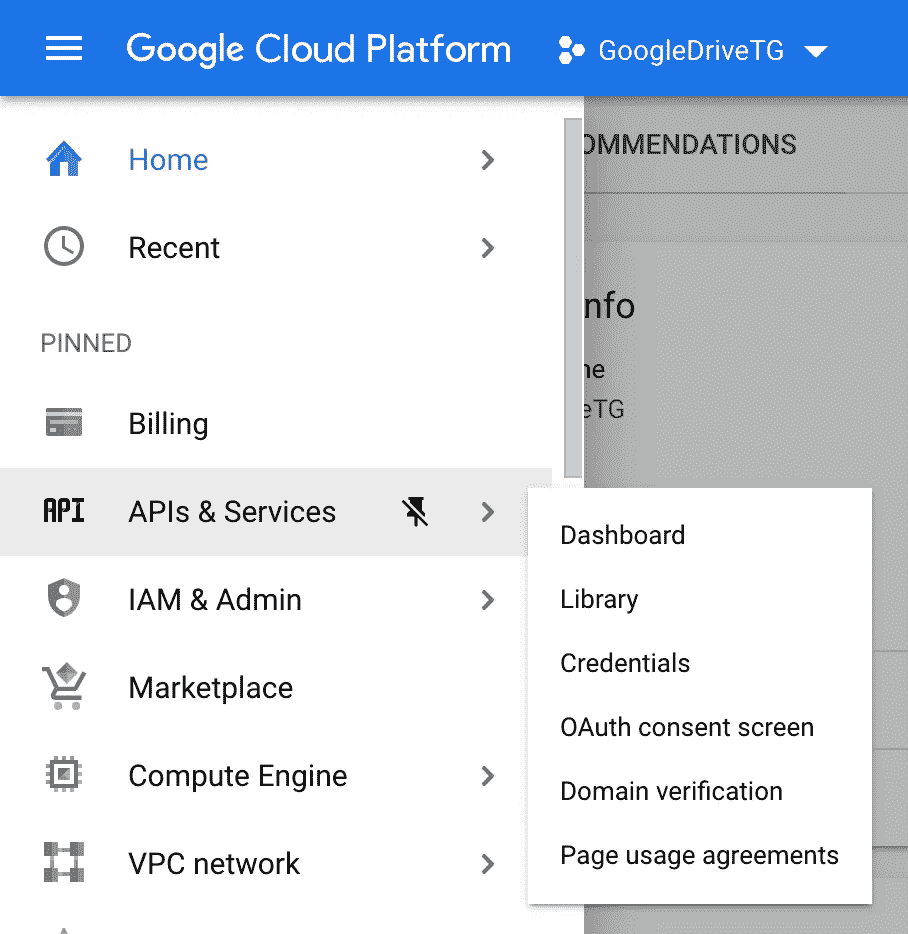 Google Cloud Platform
GoogleDriveTG
OMMENDATIONS
Home
Recent
nfo
PINNED
ne
eTG
Billing
API
APIs & Services
Dashboard
Library
IAM & Admin
Credentials
Marketplace
OAuth consent screen
Compute Engine
Domain verification
VPC network
Page usage agreements